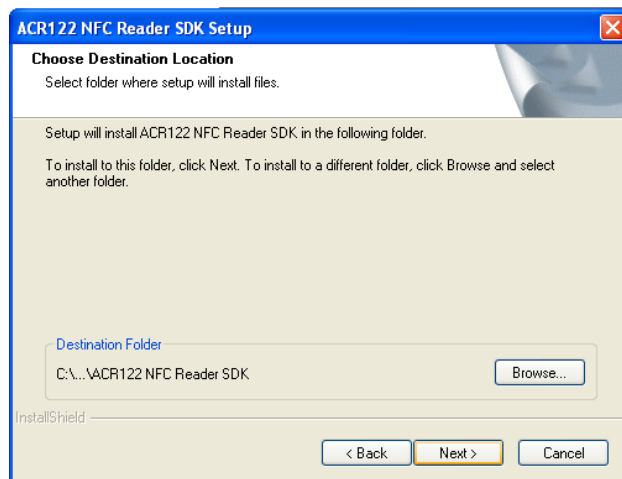 ACR122 NFC Reader SDK Setup
Choose Destination Location
Select folder where setup will install files.
Setup will install ACR122 NFC Reader SDK in the following folder.
To install to this folder, click Next. To install to a different folder, click Browse and select
another folder.
Destination Folder
C:\...\ACR122 NFC Reader SDK
Browse...
InstallShield
< Back
Next >
Cancel